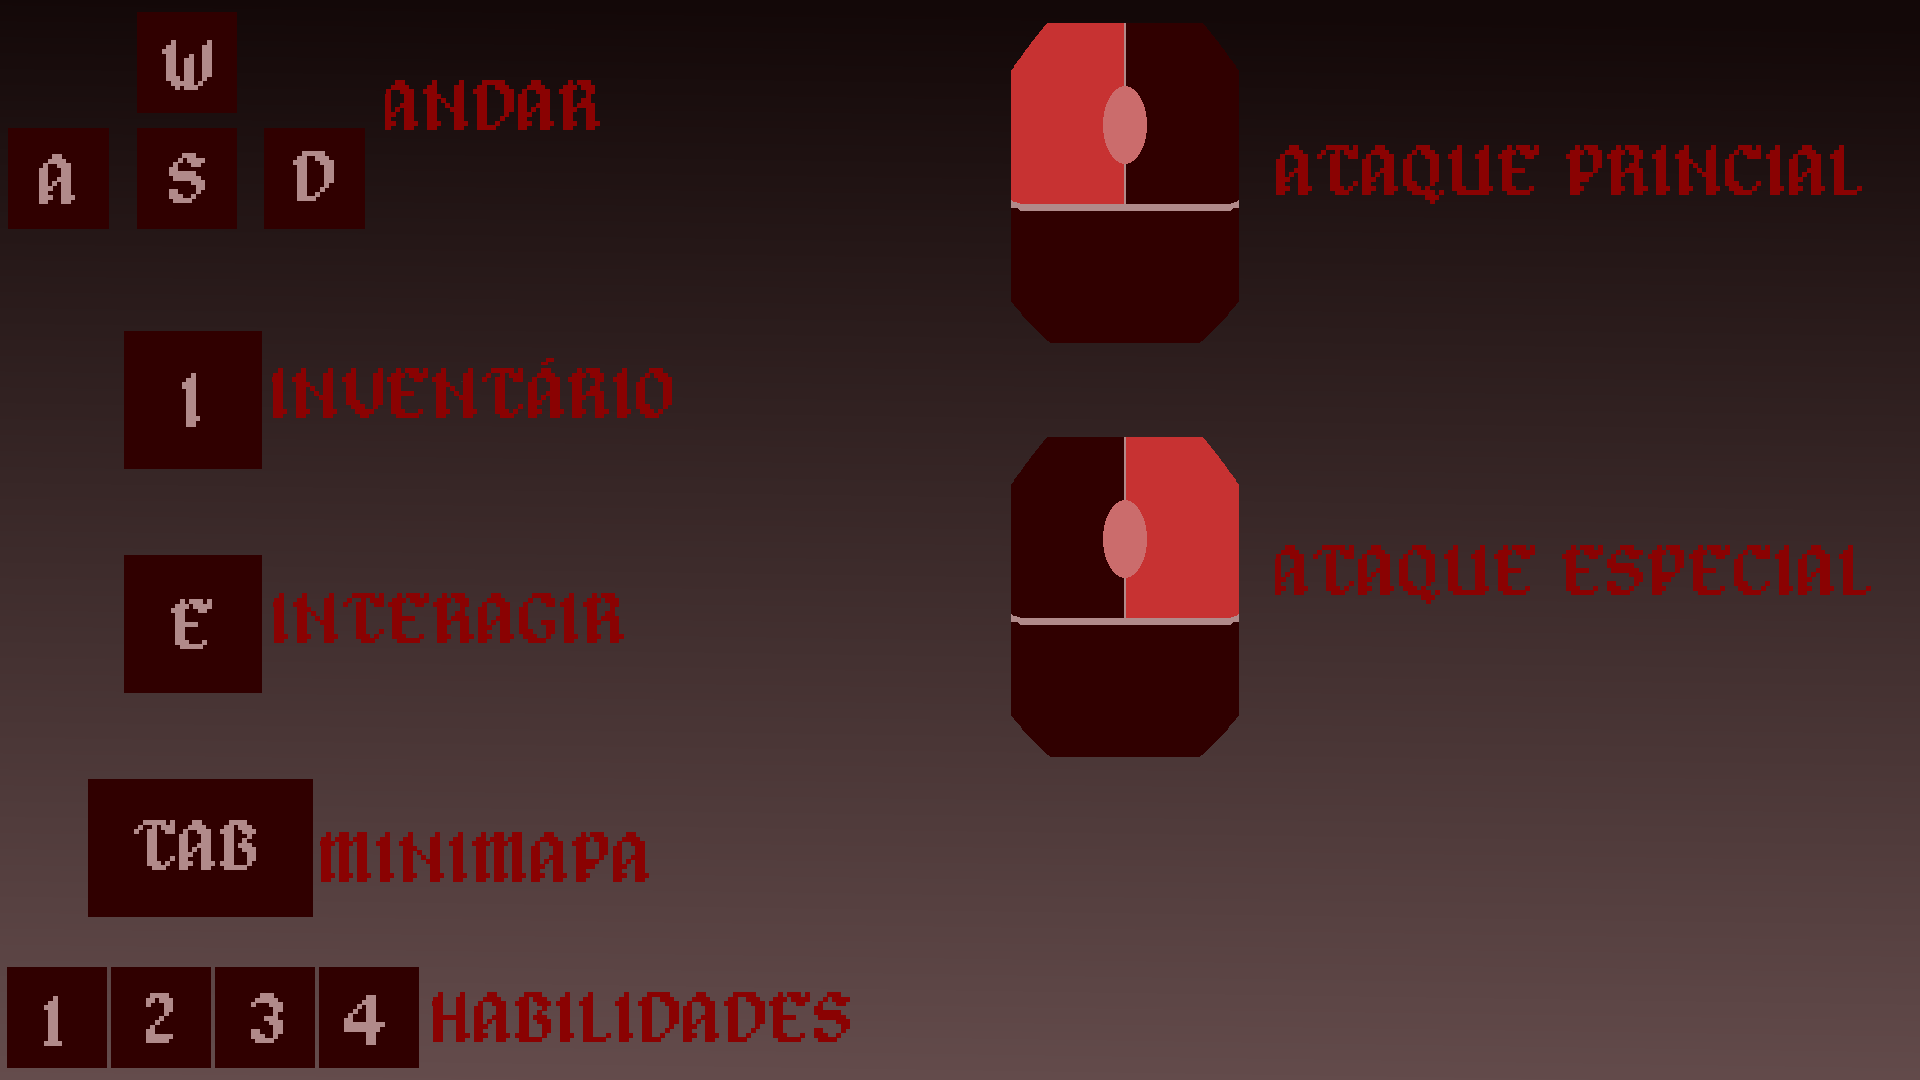 W
ANDAR
A S D
ATAQUE PRINCIAL
I INVENTÁRIO
E INTERAGIR
ATAQUE ESPECIAL
TAB MINIMAPA
1 2 3 4 HABILIDADES